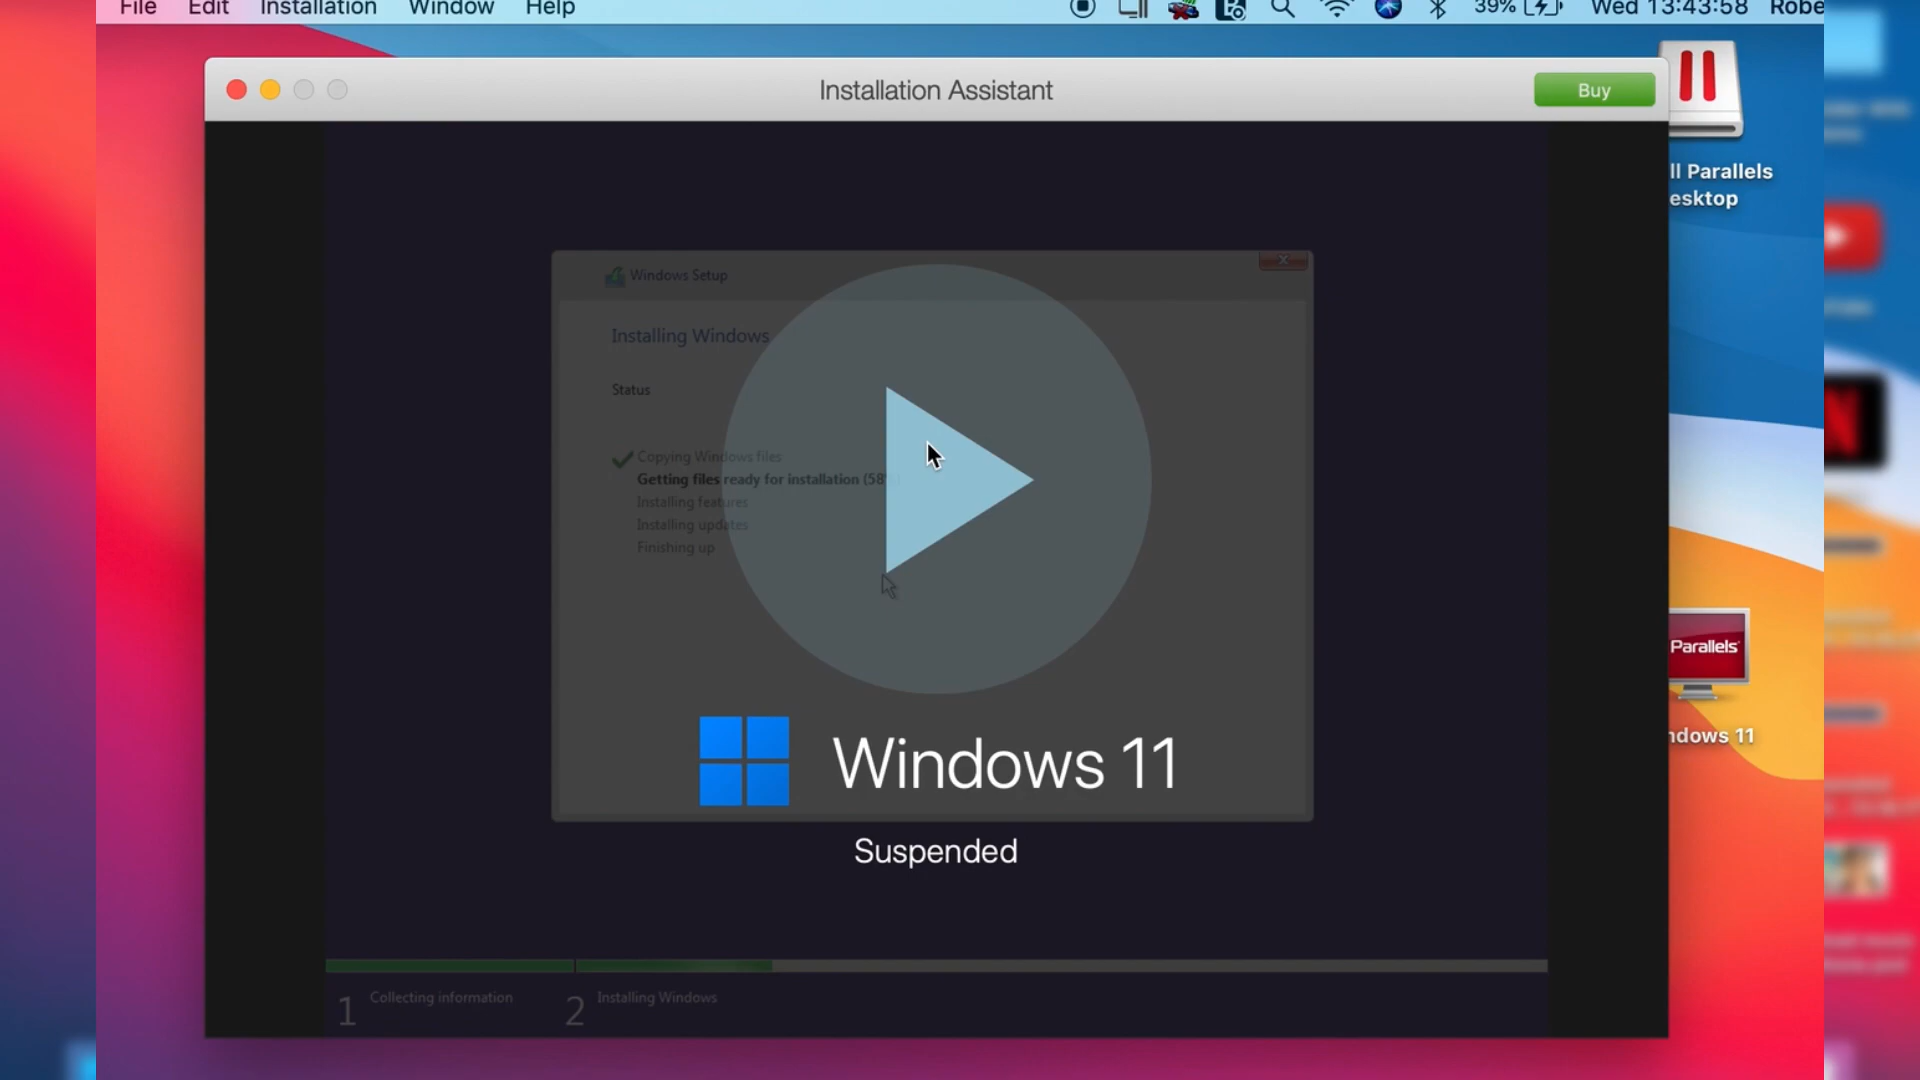 File Edit Installation Window Help
39% Wed 13:43:58 Robe
Installation Assistant
Buy
ll Parallels
esktop
Windows Setup
Installing Windows
Status
Copying Windows files
Getting files ready for installation (58
Installing features
Installing updates
Finishing up
Parallels
ndows 11
Windows 11
Suspended
1 Collecting information
2 Installing Windows